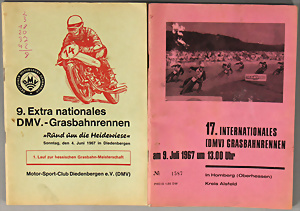 9. Extra nationales
DMV.-Grasbahnrennen
»Rund um die Heidewiese«
Sonntag, den 4. Juni 1967 in Diedenbergen
1. Lauf zur hessischen Grasbahn-Meisterschaft
Motor-Sport-Club Diedenbergen e.V. (DMV)
17. INTERNATIONALES
(DMV) GRASBAHNRENNEN
am 9. Juli 1967 um 13.00 Uhr
№ 1587
in Homberg (Oberhessen)
Kreis Alsfeld